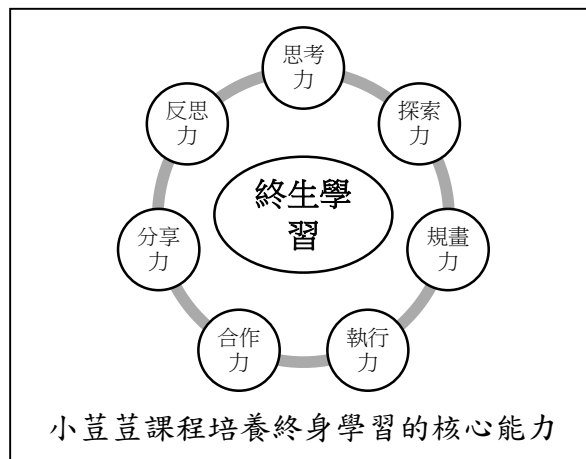 思考
力
探索
力
規畫
力
執行
力
合作
力
分享
力
反思
力
終生學
習
小荳荳課程培養終身學習的核心能力